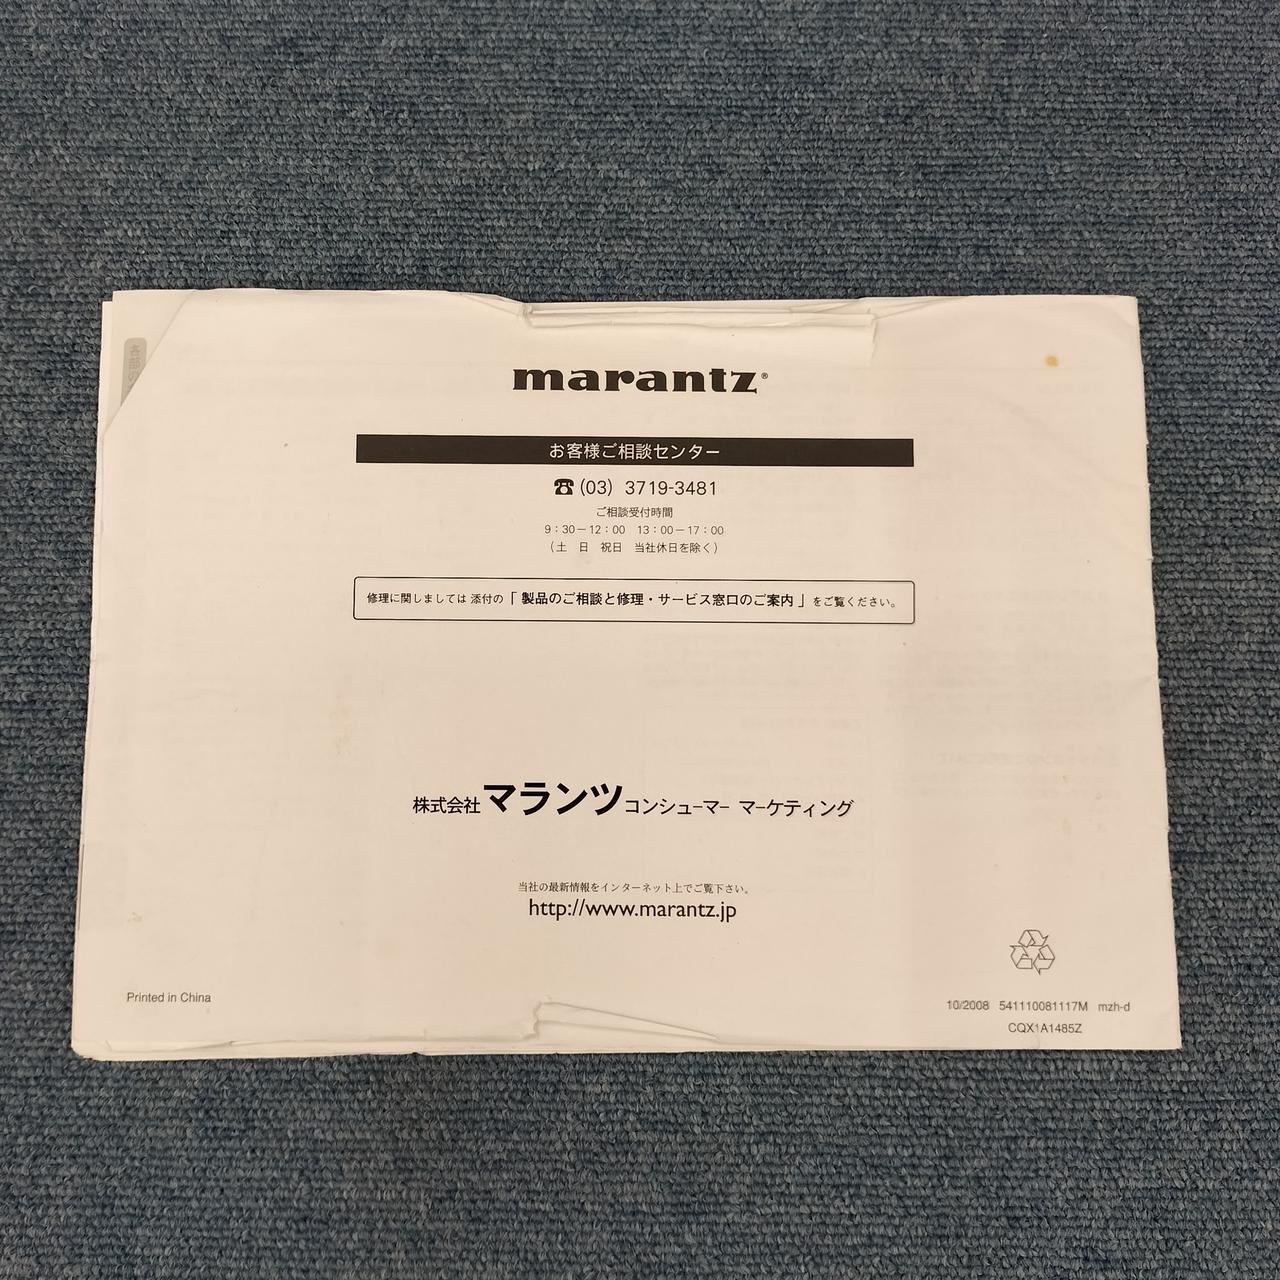 各部の
marantz®
お客様ご相談センター
☎(03) 3719-3481
ご相談受付時間
9:30－12:00 13:00－17:00
（土 日 祝日 当社休日を除く）
修理に関しましては 添付の「 製品のご相談と修理・サービス窓口のご案内 」をご覧ください。
株式会社マランツコンシューマー マーケティング
当社の最新情報をインターネット上でご覧下さい。
http://www.marantz.jp
Printed in China
10/2008 541110081117M mzh-d
CQX1A1485Z